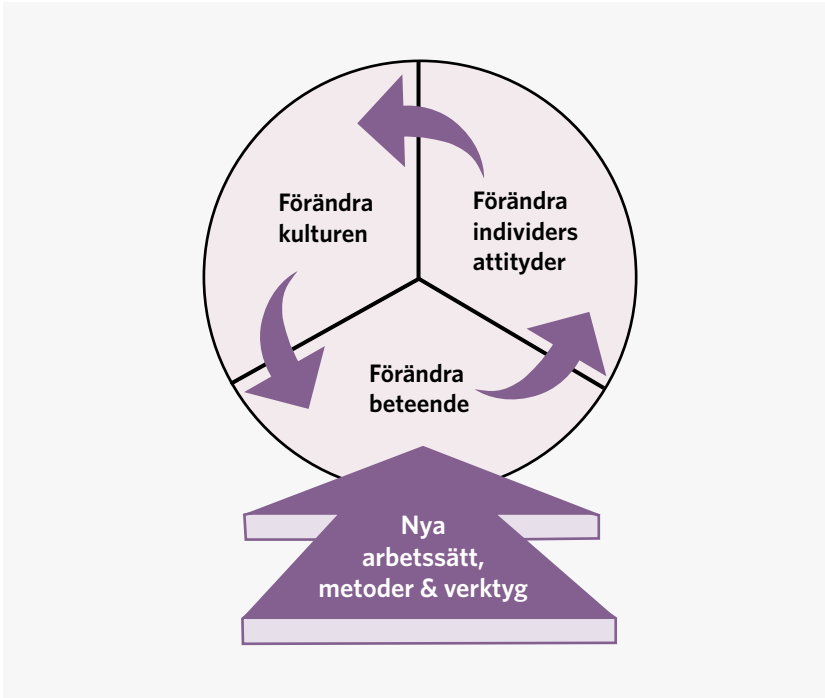 Förändra
kulturen
Förändra
individers
attityder
Förändra
beteende
Nya
arbetssätt,
metoder & verktyg